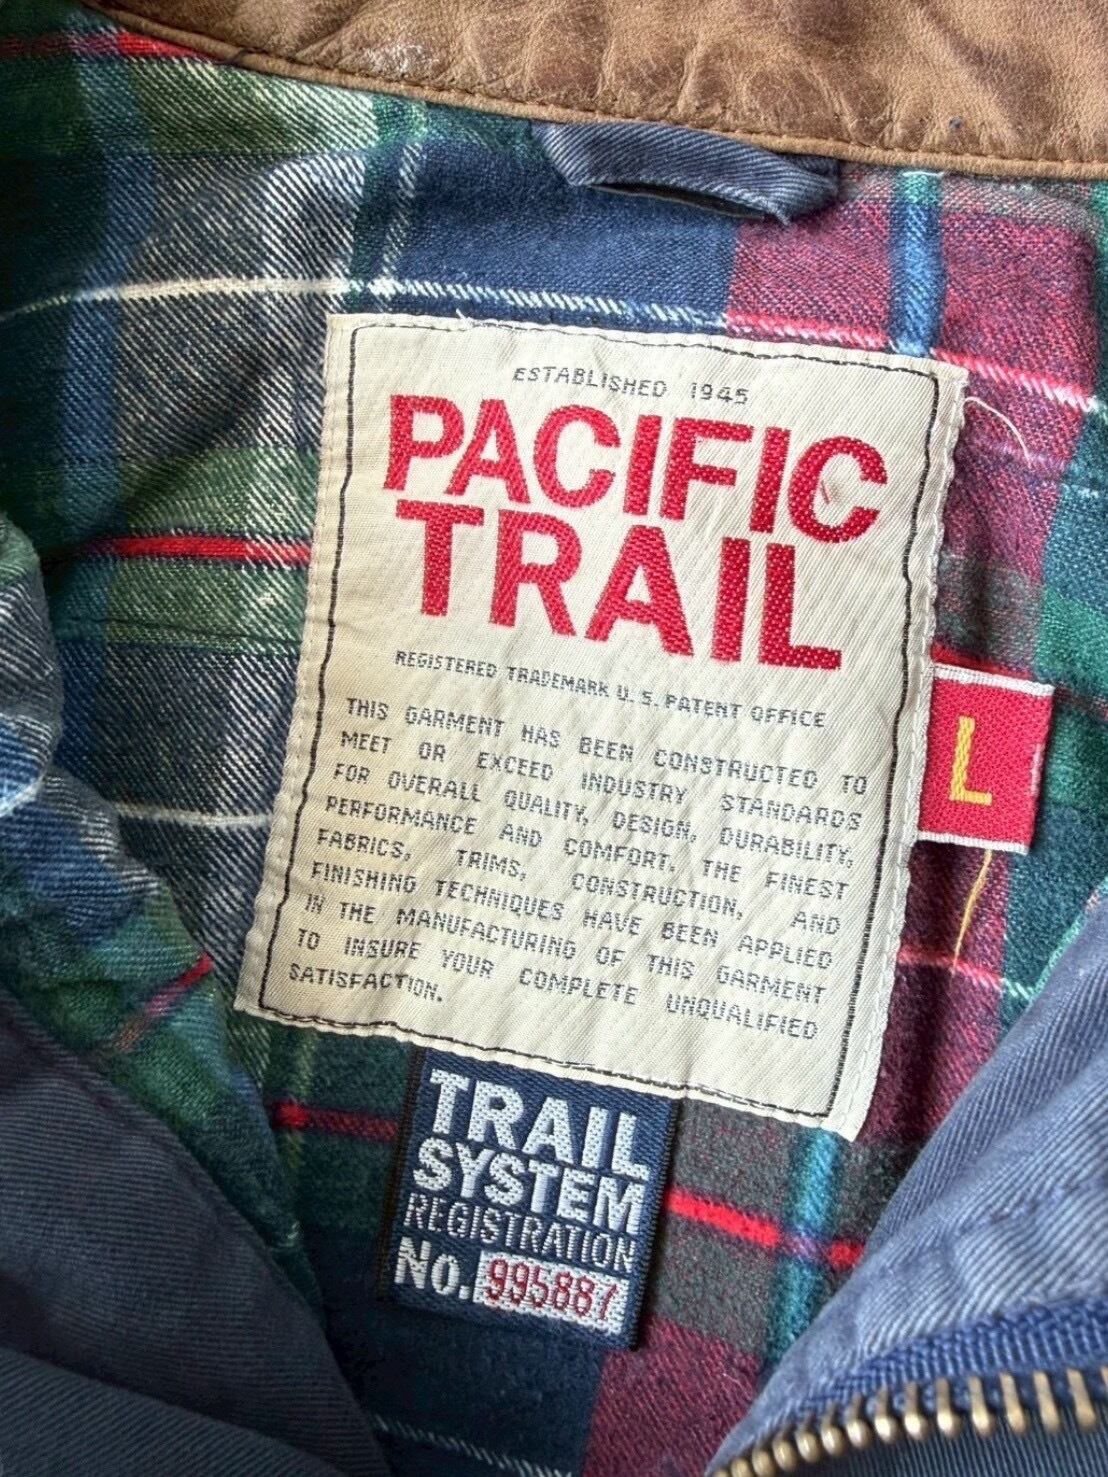 ESTABLISHED 1945
PACIFIC
TRAIL
REGISTERED TRADEMARK U. S. PATENT OFFICE
THIS GARMENT HAS BEEN CONSTRUCTED TO
MEET OR EXCEED INDUSTRY STANDARDS
FOR OVERALL QUALITY, DESIGN, DURABILITY,
PERFORMANCE AND COMFORT. THE FINEST
FABRICS, TRIMS, CONSTRUCTION, AND
FINISHING TECHNIQUES HAVE BEEN APPLIED
IN THE MANUFACTURING OF THIS GARMENT
TO INSURE YOUR COMPLETE UNQUALIFIED
SATISFACTION.
L
TRAIL
SYSTEM
REGISTRATION
No. 995887